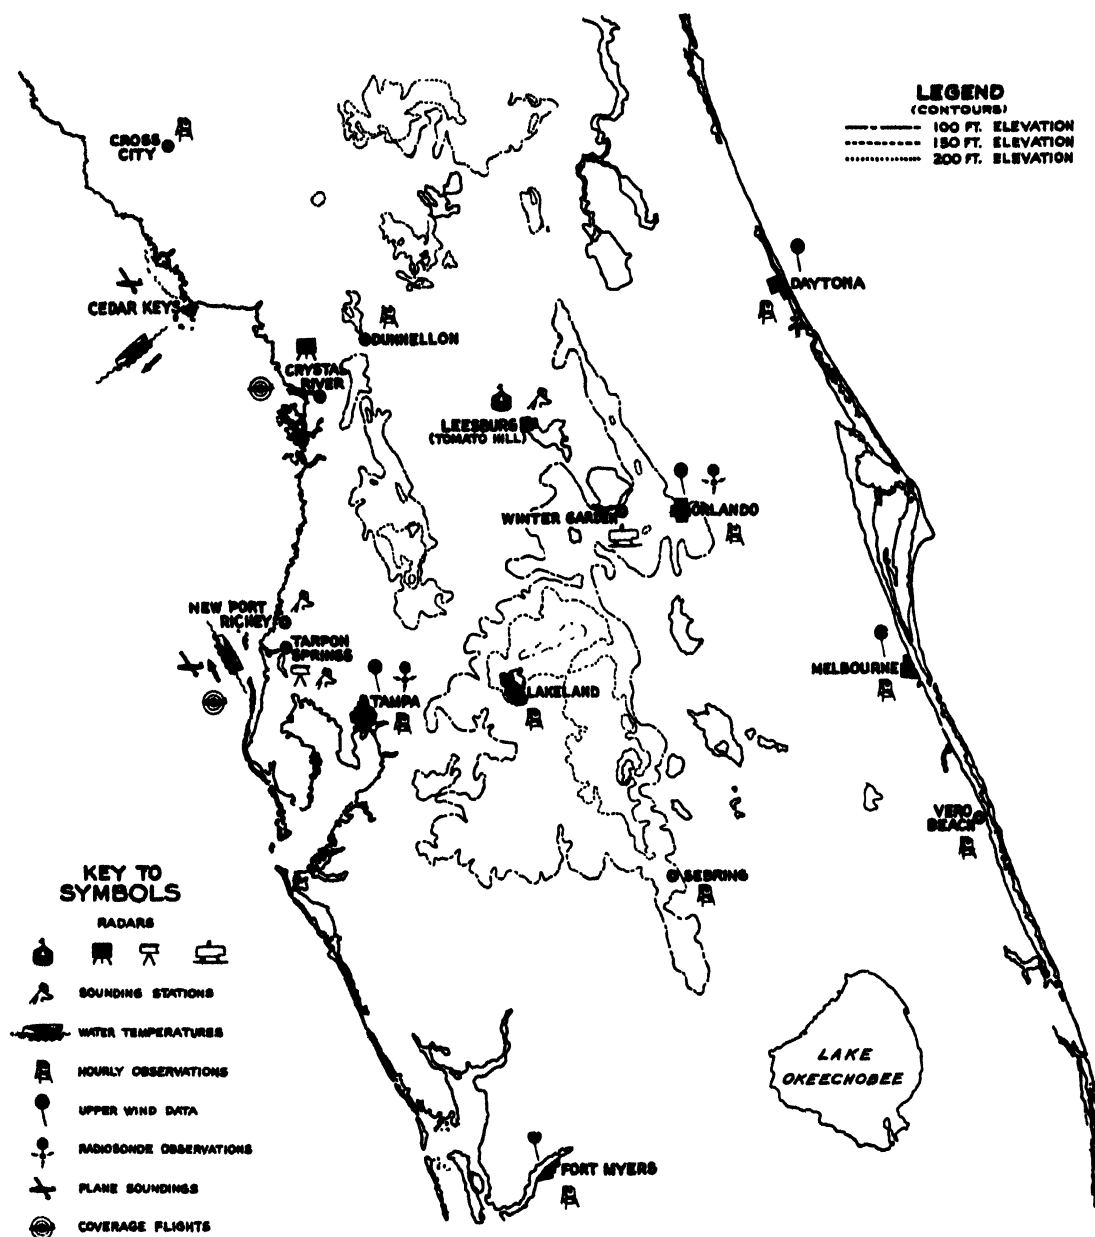 LEGEND
(CONTOURS)
100 FT. ELEVATION
150 FT. ELEVATION
200 FT. ELEVATION
CROSS
CITY
DAYTONA
CEDAR KEYS
DUNNELLON
CRYSTAL
RIVER
LEESBURG
(TOMATO HILL)
WINTER GARDEN
ORLANDO
NEW PORT
RICHEY
TARPON
SPRINGS
MELBOURNE
TAMPA
LAKELAND
VERO
BEACH
SEBRING
KEY TO
SYMBOLS
RADARS
SOUNDING STATIONS
WATER TEMPERATURES
HOURLY OBSERVATIONS
UPPER WIND DATA
RADIOSONDE OBSERVATIONS
PLANE SOUNDINGS
COVERAGE FLIGHTS
LAKE
OKEECHOBEE
FORT MYERS